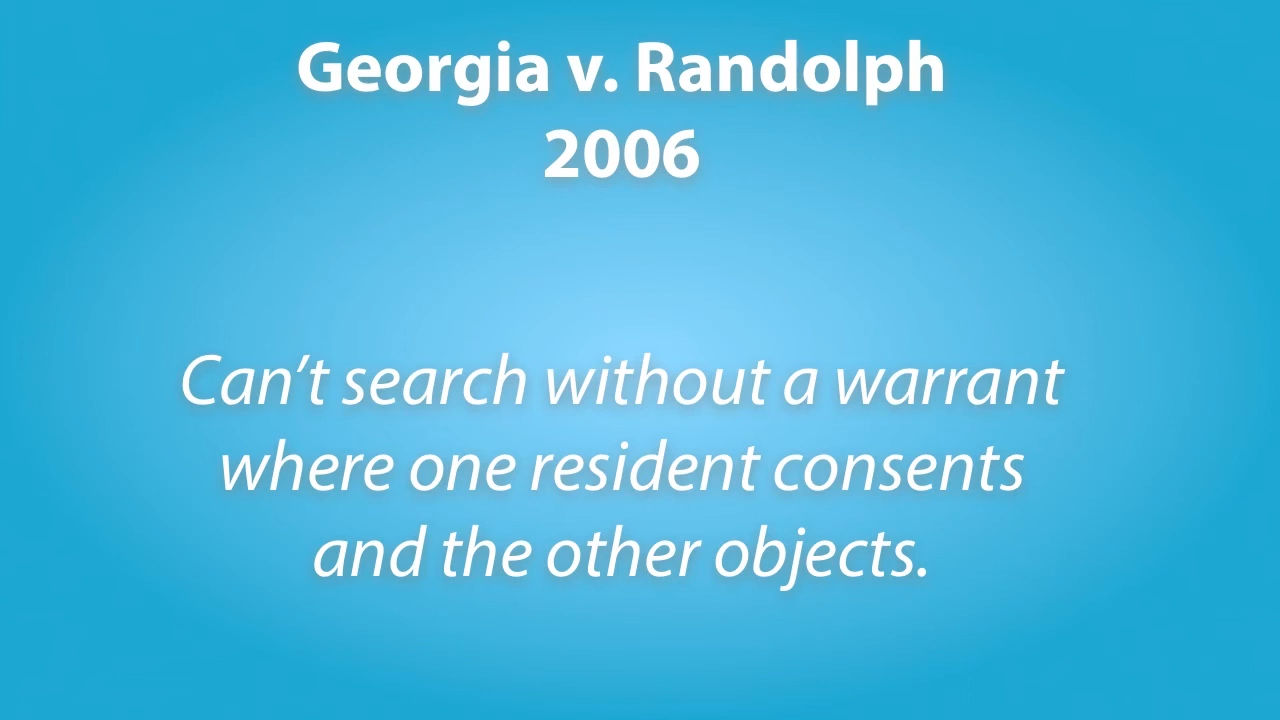 Georgia v. Randolph
2006
Can’t search without a warrant
where one resident consents
and the other objects.